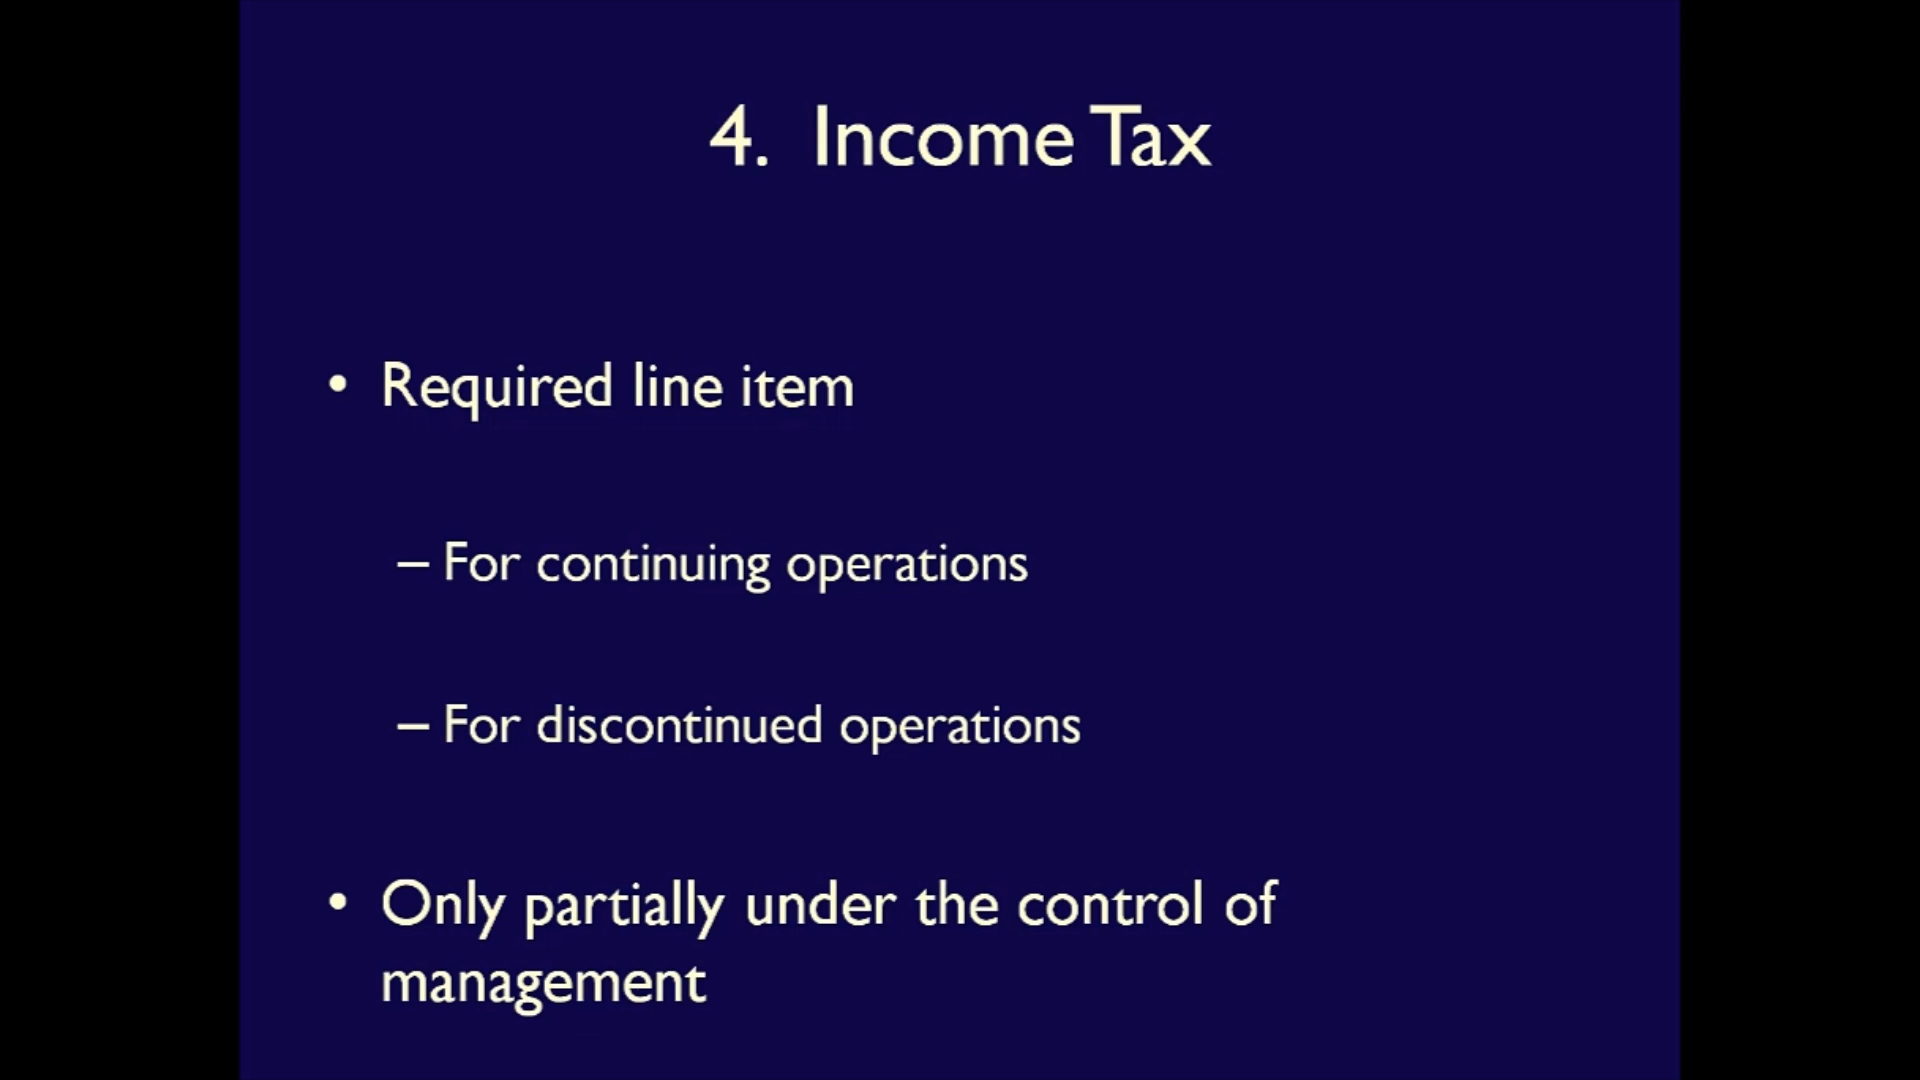 4. Income Tax
• Required line item
– For continuing operations
– For discontinued operations
• Only partially under the control of
management